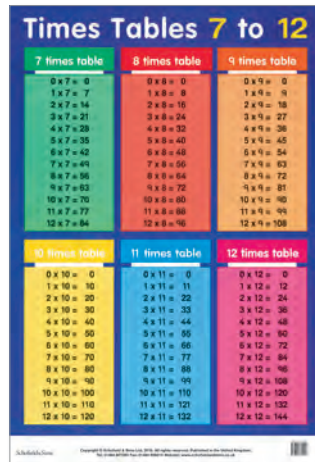 Times Tables 7 to 12
7 times table
0 x 7 = 0
1 x 7 = 7
2 x 7 = 14
3 x 7 = 21
4 x 7 = 28
5 x 7 = 35
6 x 7 = 42
7 x 7 = 49
8 x 7 = 56
9 x 7 = 63
10 x 7 = 70
11 x 7 = 77
12 x 7 = 84
8 times table
0 x 8 = 0
1 x 8 = 8
2 x 8 = 16
3 x 8 = 24
4 x 8 = 32
5 x 8 = 40
6 x 8 = 48
7 x 8 = 56
8 x 8 = 64
9 x 8 = 72
10 x 8 = 80
11 x 8 = 88
12 x 8 = 96
9 times table
0 x 9 = 0
1 x 9 = 9
2 x 9 = 18
3 x 9 = 27
4 x 9 = 36
5 x 9 = 45
6 x 9 = 54
7 x 9 = 63
8 x 9 = 72
9 x 9 = 81
10 x 9 = 90
11 x 9 = 99
12 x 9 = 108
10 times table
0 x 10 = 0
1 x 10 = 10
2 x 10 = 20
3 x 10 = 30
4 x 10 = 40
5 x 10 = 50
6 x 10 = 60
7 x 10 = 70
8 x 10 = 80
9 x 10 = 90
10 x 10 = 100
11 x 10 = 110
12 x 10 = 120
11 times table
0 x 11 = 0
1 x 11 = 11
2 x 11 = 22
3 x 11 = 33
4 x 11 = 44
5 x 11 = 55
6 x 11 = 66
7 x 11 = 77
8 x 11 = 88
9 x 11 = 99
10 x 11 = 110
11 x 11 = 121
12 x 11 = 132
12 times table
0 x 12 = 0
1 x 12 = 12
2 x 12 = 24
3 x 12 = 36
4 x 12 = 48
5 x 12 = 60
6 x 12 = 72
7 x 12 = 84
8 x 12 = 96
9 x 12 = 108
10 x 12 = 120
11 x 12 = 132
12 x 12 = 144